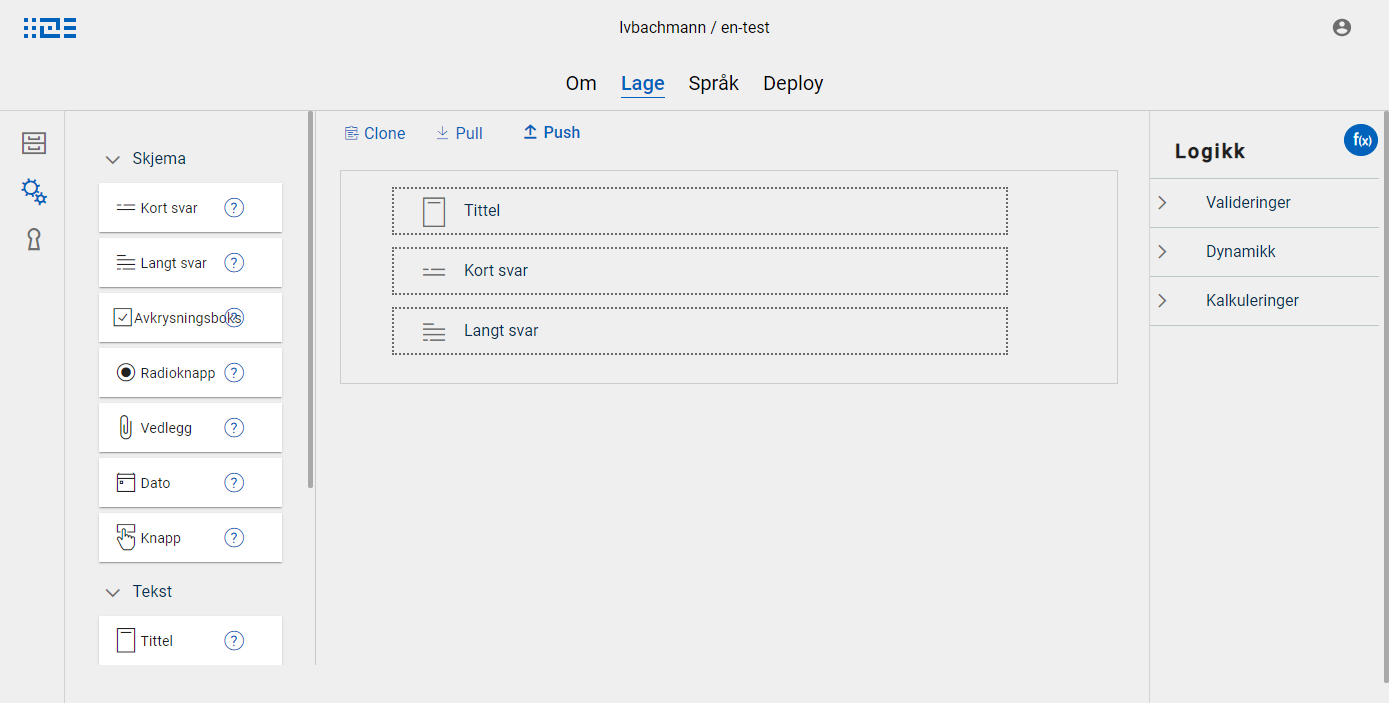 lvbachmann / en-test
Om Lage Språk Deploy
Clone Pull Push
Skjema
Kort svar ?
Langt svar ?
Avkrysningsboks ?
Radioknapp ?
Vedlegg ?
Dato ?
Knapp ?
Tekst
Tittel ?
Tittel
Kort svar
Langt svar
f(x)
Logikk
Valideringer
Dynamikk
Kalkuleringer